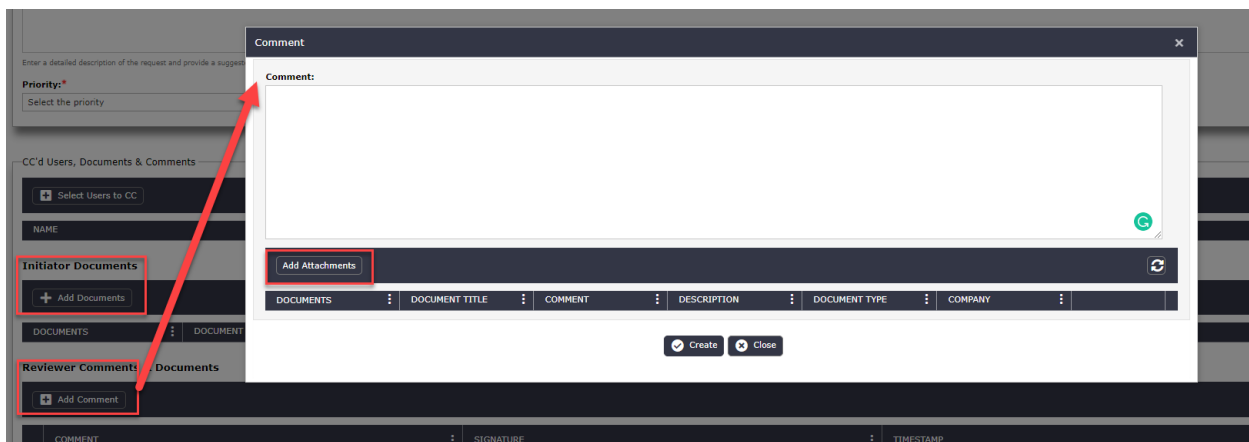 Comment
Enter a detailed description of the request and provide a suggest
Comment:
Priority:*
Select the priority
CC'd Users, Documents & Comments
Select Users to CC
NAME
Initiator Documents
Add Attachments
Add Documents
DOCUMENTS DOCUMENT TITLE COMMENT DESCRIPTION DOCUMENT TYPE COMPANY
DOCUMENTS DOCUMENT
Create Close
Reviewer Comments Documents
Add Comment
COMMENT SIGNATURE TIMESTAMP